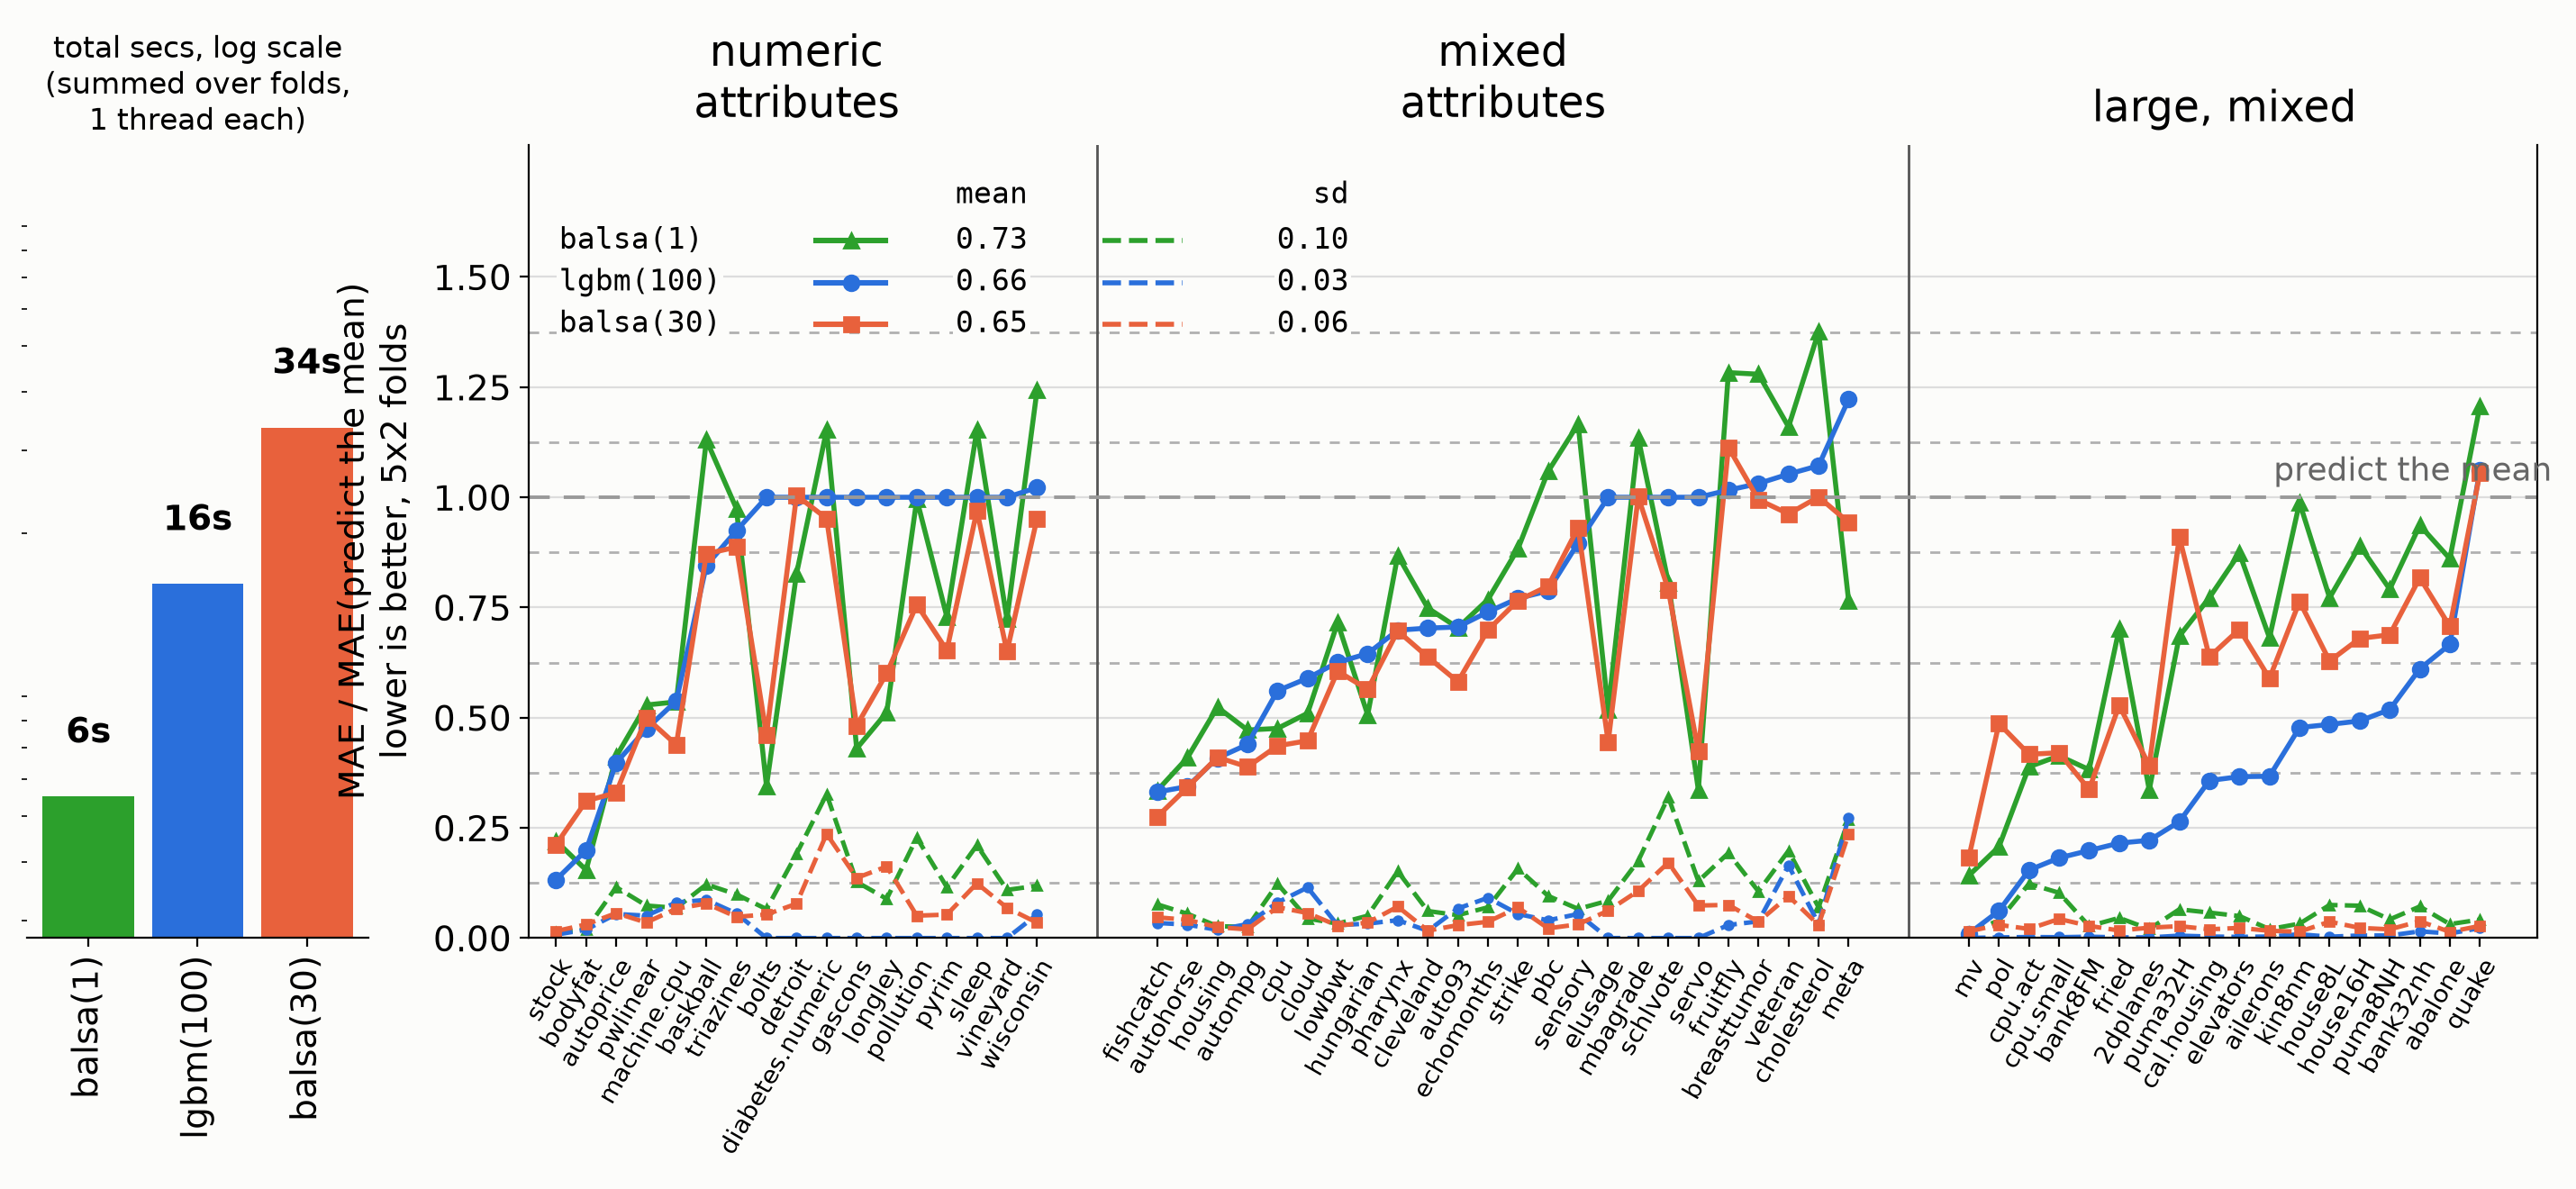 total secs, log scale
(summed over folds,
1 thread each)
numeric
attributes
mixed
attributes
large, mixed
mean sd
balsa(1) 0.73 0.10
lgbm(100) 0.66 0.03
balsa(30) 0.65 0.06
34s
16s
6s
MAE / MAE(predict the mean)
lower is better, 5x2 folds
1.50
1.25
1.00
0.75
0.50
0.25
0.00
predict the mean
balsa(1)
lgbm(100)
balsa(30)
stock
bodyfat
autoprice
pwlinear
machine.cpu
baskball
triazines
bolts
detroit
diabetes.numeric
gascons
longley
pollution
pyrim
sleep
vineyard
wisconsin
fishcatch
autohorse
housing
autompg
cpu
cloud
lowbwt
hungarian
pharynx
cleveland
auto93
echomonths
strike
pbc
sensory
elusage
mbagrade
schlvote
servo
fruitfly
breasttumor
veteran
cholesterol
meta
mv
pol
cpu.act
cpu.small
bank8FM
fried
2dplanes
puma32H
cal.housing
elevators
ailerons
kin8nm
house8L
house16H
puma8NH
bank32nh
abalone
quake